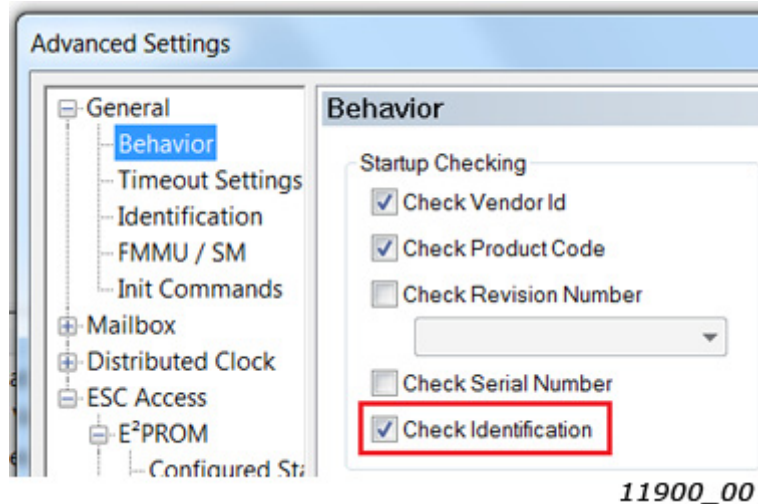 Advanced Settings
General
Behavior
Timeout Settings
Identification
FMMU / SM
Init Commands
Mailbox
Distributed Clock
ESC Access
E²PROM
Behavior
Startup Checking
Check Vendor Id
Check Product Code
Check Revision Number
Check Serial Number
Check Identification
11900_00